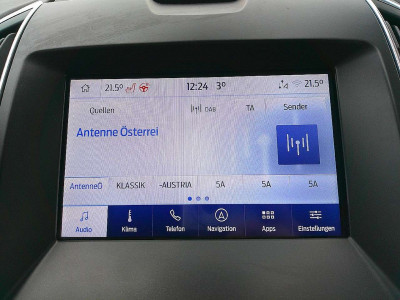 21.5° 12:24 3° 21.5°
Quellen DAB TA Sender
Antenne Österrei
AntenneÖ KLASSIK -AUSTRIA 5A 5A 5A
Audio Klima Telefon Navigation Apps Einstellungen